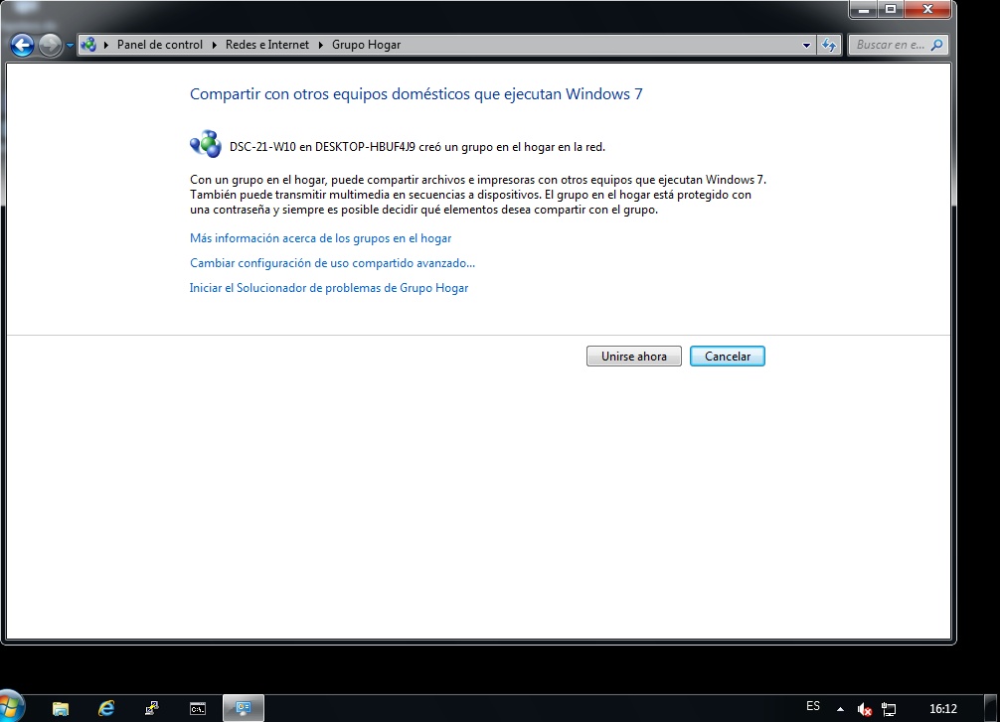 Panel de control Redes e Internet Grupo Hogar Buscar en e...
Compartir con otros equipos domésticos que ejecutan Windows 7
DSC-21-W10 en DESKTOP-HBUF4J9 creó un grupo en el hogar en la red.
Con un grupo en el hogar, puede compartir archivos e impresoras con otros equipos que ejecutan Windows 7.
También puede transmitir multimedia en secuencias a dispositivos. El grupo en el hogar está protegido con
una contraseña y siempre es posible decidir qué elementos desea compartir con el grupo.
Más información acerca de los grupos en el hogar
Cambiar configuración de uso compartido avanzado...
Iniciar el Solucionador de problemas de Grupo Hogar
Unirse ahora Cancelar
ES 16:12